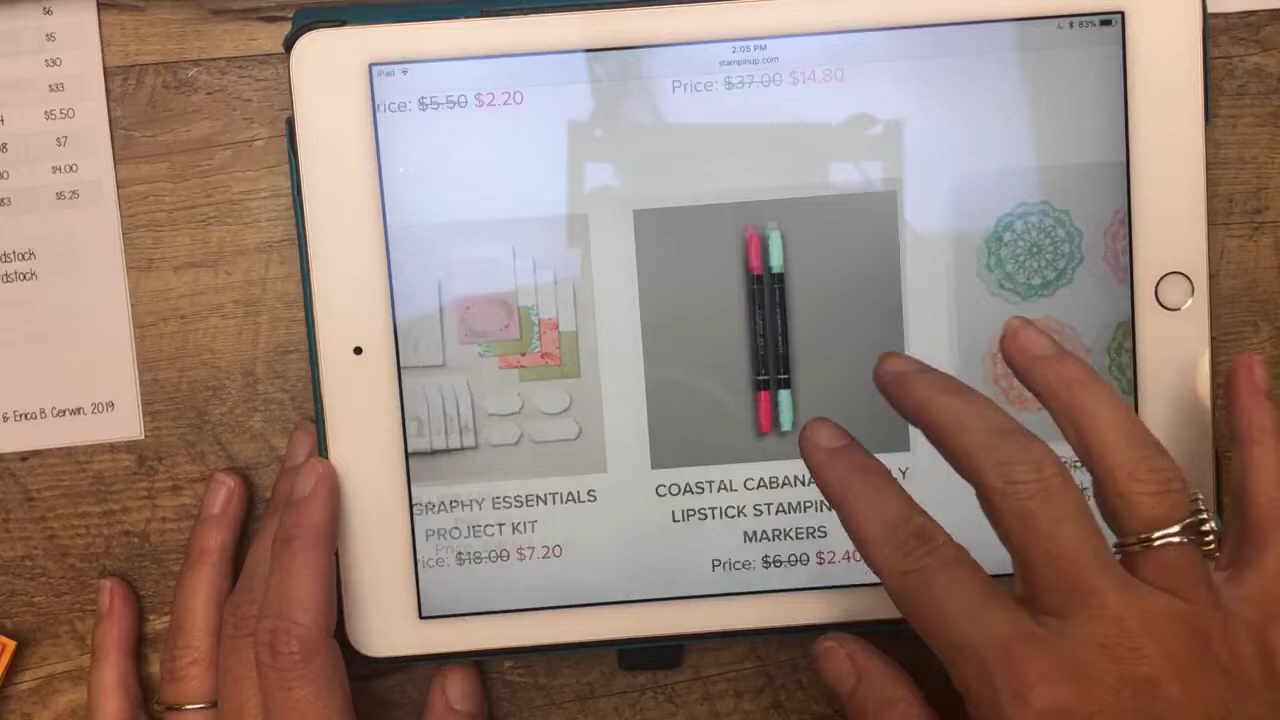 $6
$5
$30
$33
$5.50
$7
$4.00
$5.25
& Erica B. Cerwin, 2019
iPad
2:05 PM
stampinup.com
83%
rice: $5.50 $2.20
Price: $37.00 $14.80
GRAPHY ESSENTIALS
PROJECT KIT
ice: $18.00 $7.20
COASTAL CABANA LY
LIPSTICK STAMPIN
MARKERS
Price: $6.00 $2.40